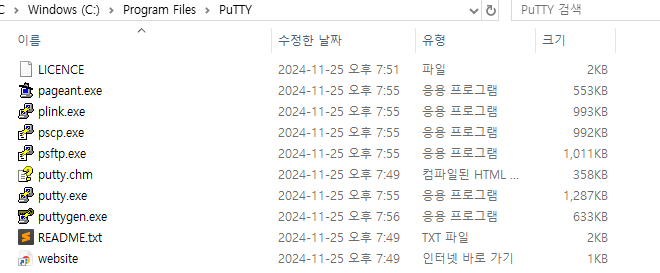 C > Windows (C:) > Program Files > PuTTY PuTTY 검색
이름 수정한 날짜 유형 크기
LICENCE 2024-11-25 오후 7:51 파일 2KB
pageant.exe 2024-11-25 오후 7:55 응용 프로그램 553KB
plink.exe 2024-11-25 오후 7:55 응용 프로그램 993KB
pscp.exe 2024-11-25 오후 7:55 응용 프로그램 992KB
psftp.exe 2024-11-25 오후 7:55 응용 프로그램 1,011KB
putty.chm 2024-11-25 오후 7:49 컴파일된 HTML ... 358KB
putty.exe 2024-11-25 오후 7:55 응용 프로그램 1,287KB
puttygen.exe 2024-11-25 오후 7:56 응용 프로그램 633KB
README.txt 2024-11-25 오후 7:49 TXT 파일 2KB
website 2024-11-25 오후 7:49 인터넷 바로 가기 1KB